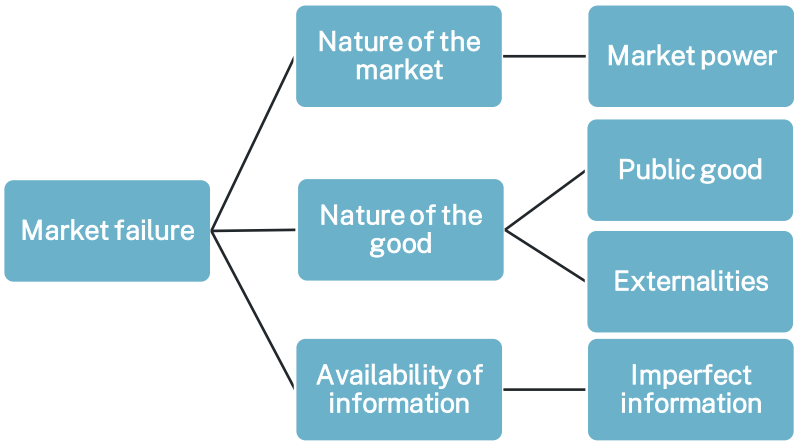 Nature of the
market
Market power
Public good
Market failure
Nature of the
good
Externalities
Availability of
information
Imperfect
information